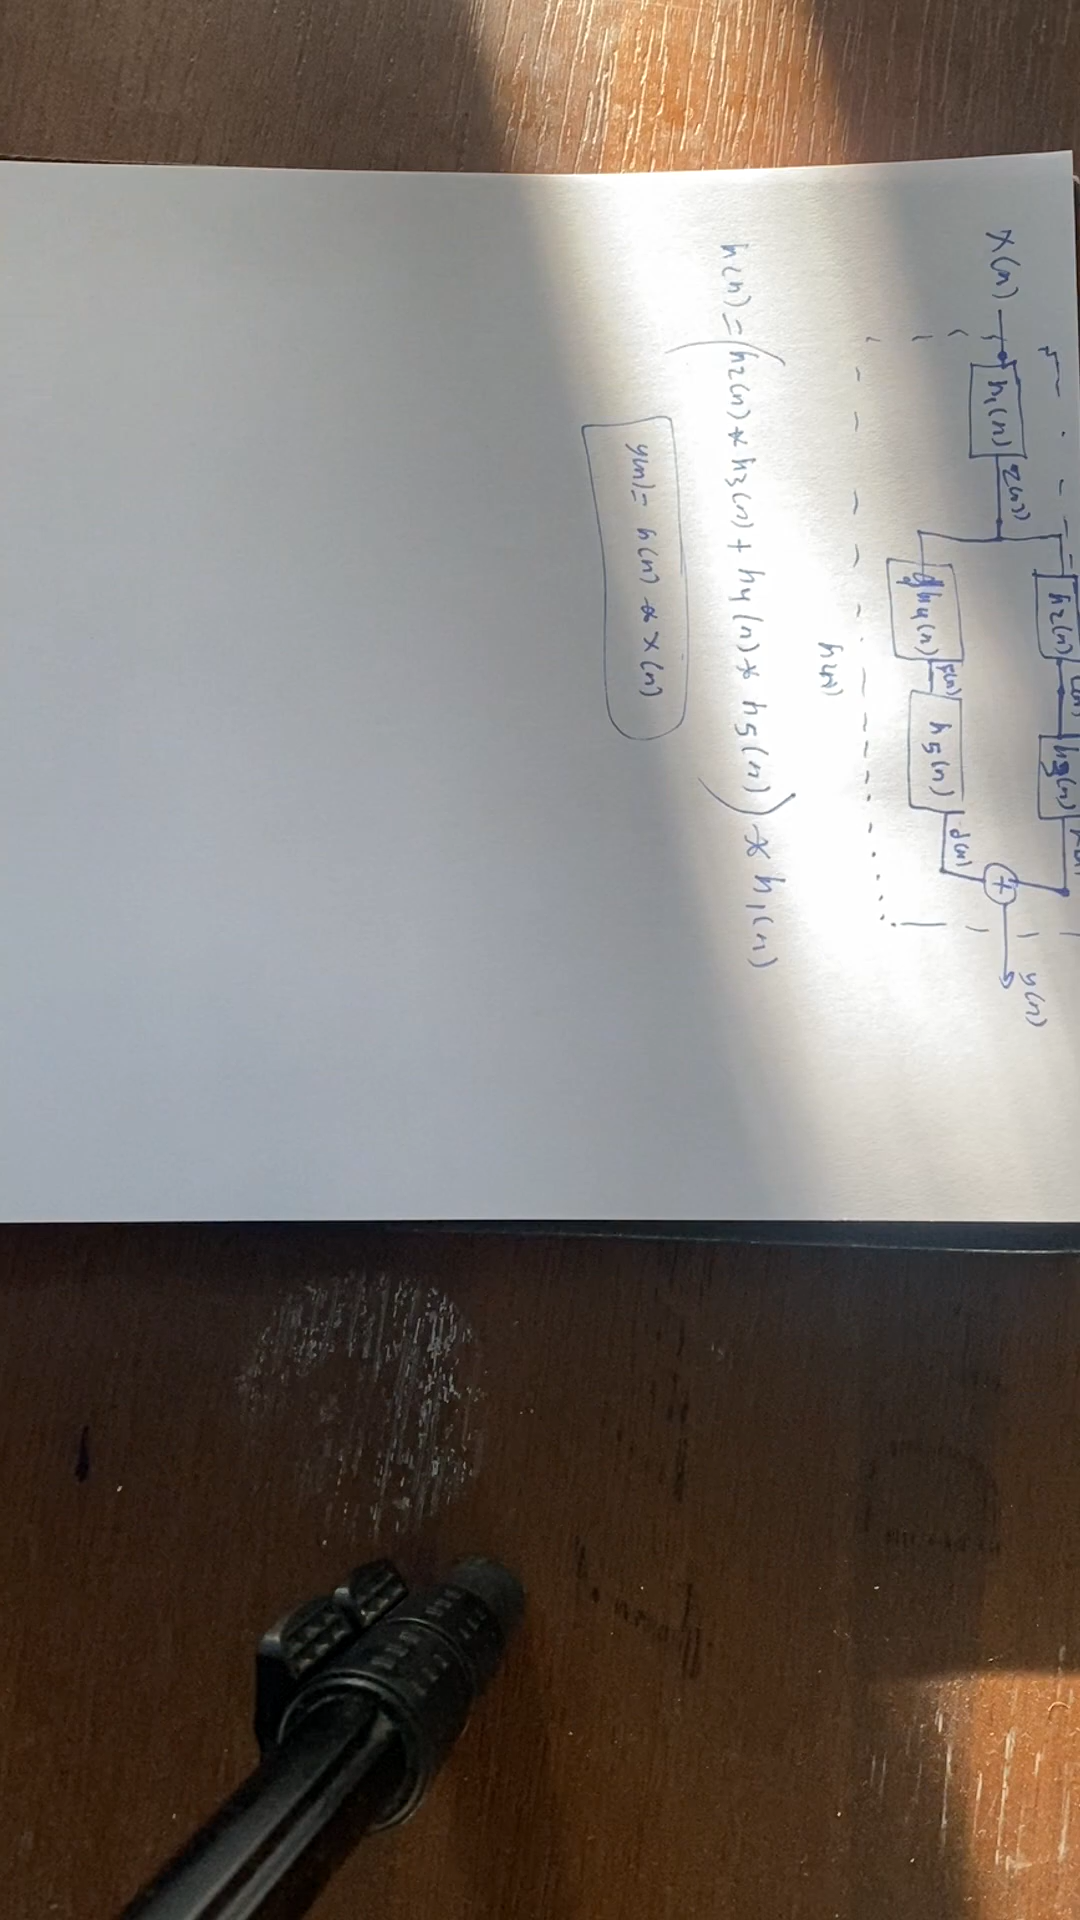 x(n)
h1(n)
z(n)
h2(n)
h3(n)
h4(n)
h5(n)
d(n)
+
y(n)
h(n)
h(n) = (h2(n) * h3(n) + h4(n) * h5(n)) * h1(n)
y(n) = h(n) * x(n)